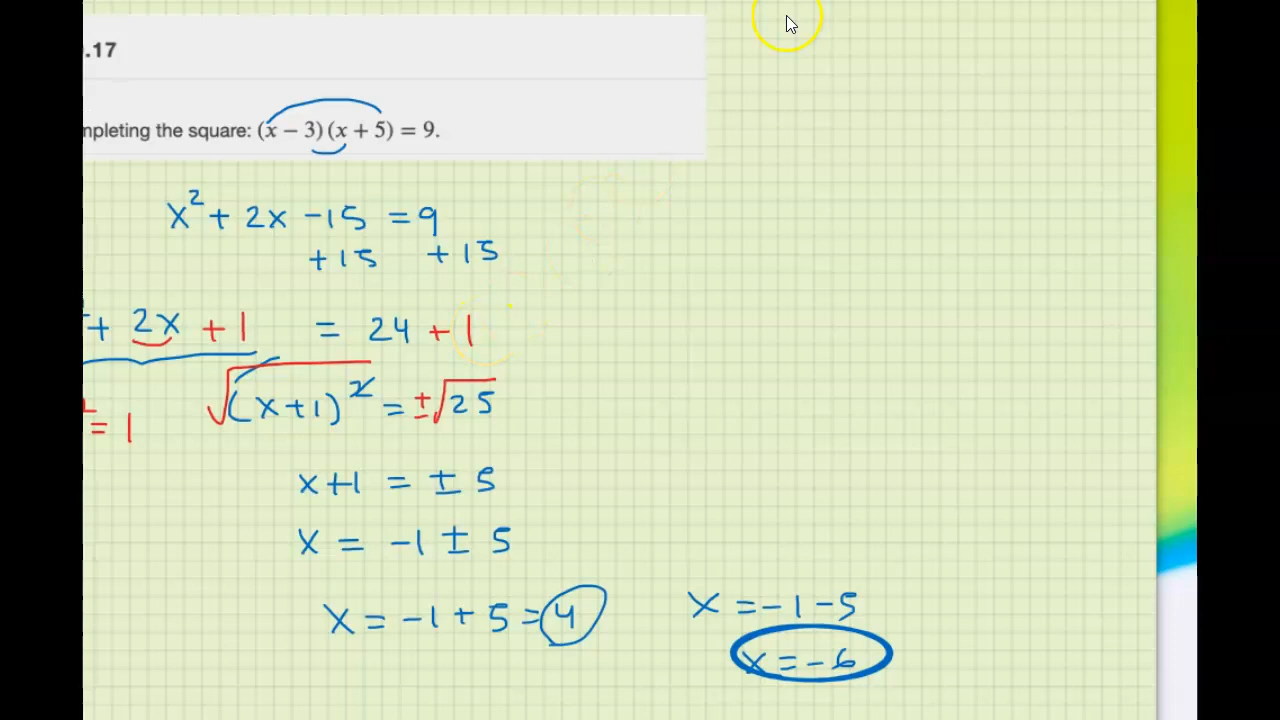 .17
mpleting the square: (x − 3)(x + 5) = 9.
x² + 2x −15 = 9
+15 +15
+ 2x + 1 = 24 + 1
√(x+1)² = ±√25
= 1
x+1 = ± 5
x = −1 ± 5
x = −1 + 5 = 4
x = −1 −5
x = −6